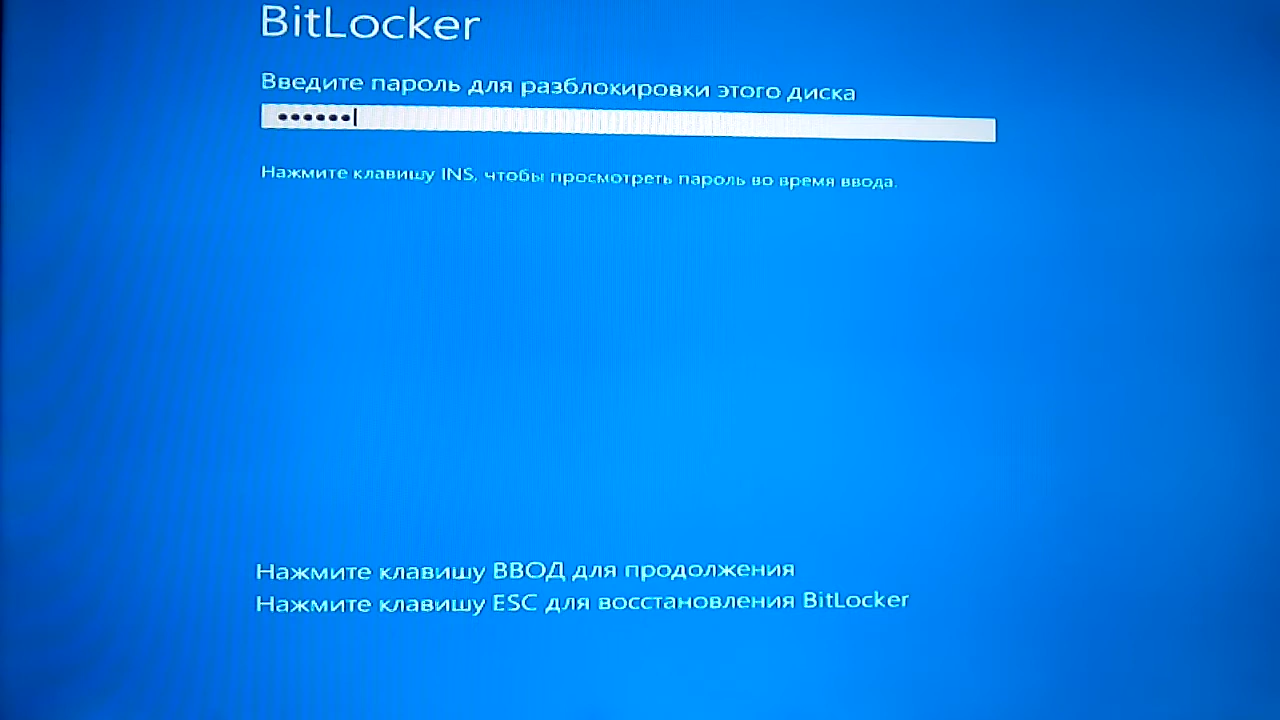 BitLocker
Введите пароль для разблокировки этого диска
••••••
Нажмите клавишу INS, чтобы просмотреть пароль во время ввода.
Нажмите клавишу ВВОД для продолжения
Нажмите клавишу ESC для восстановления BitLocker